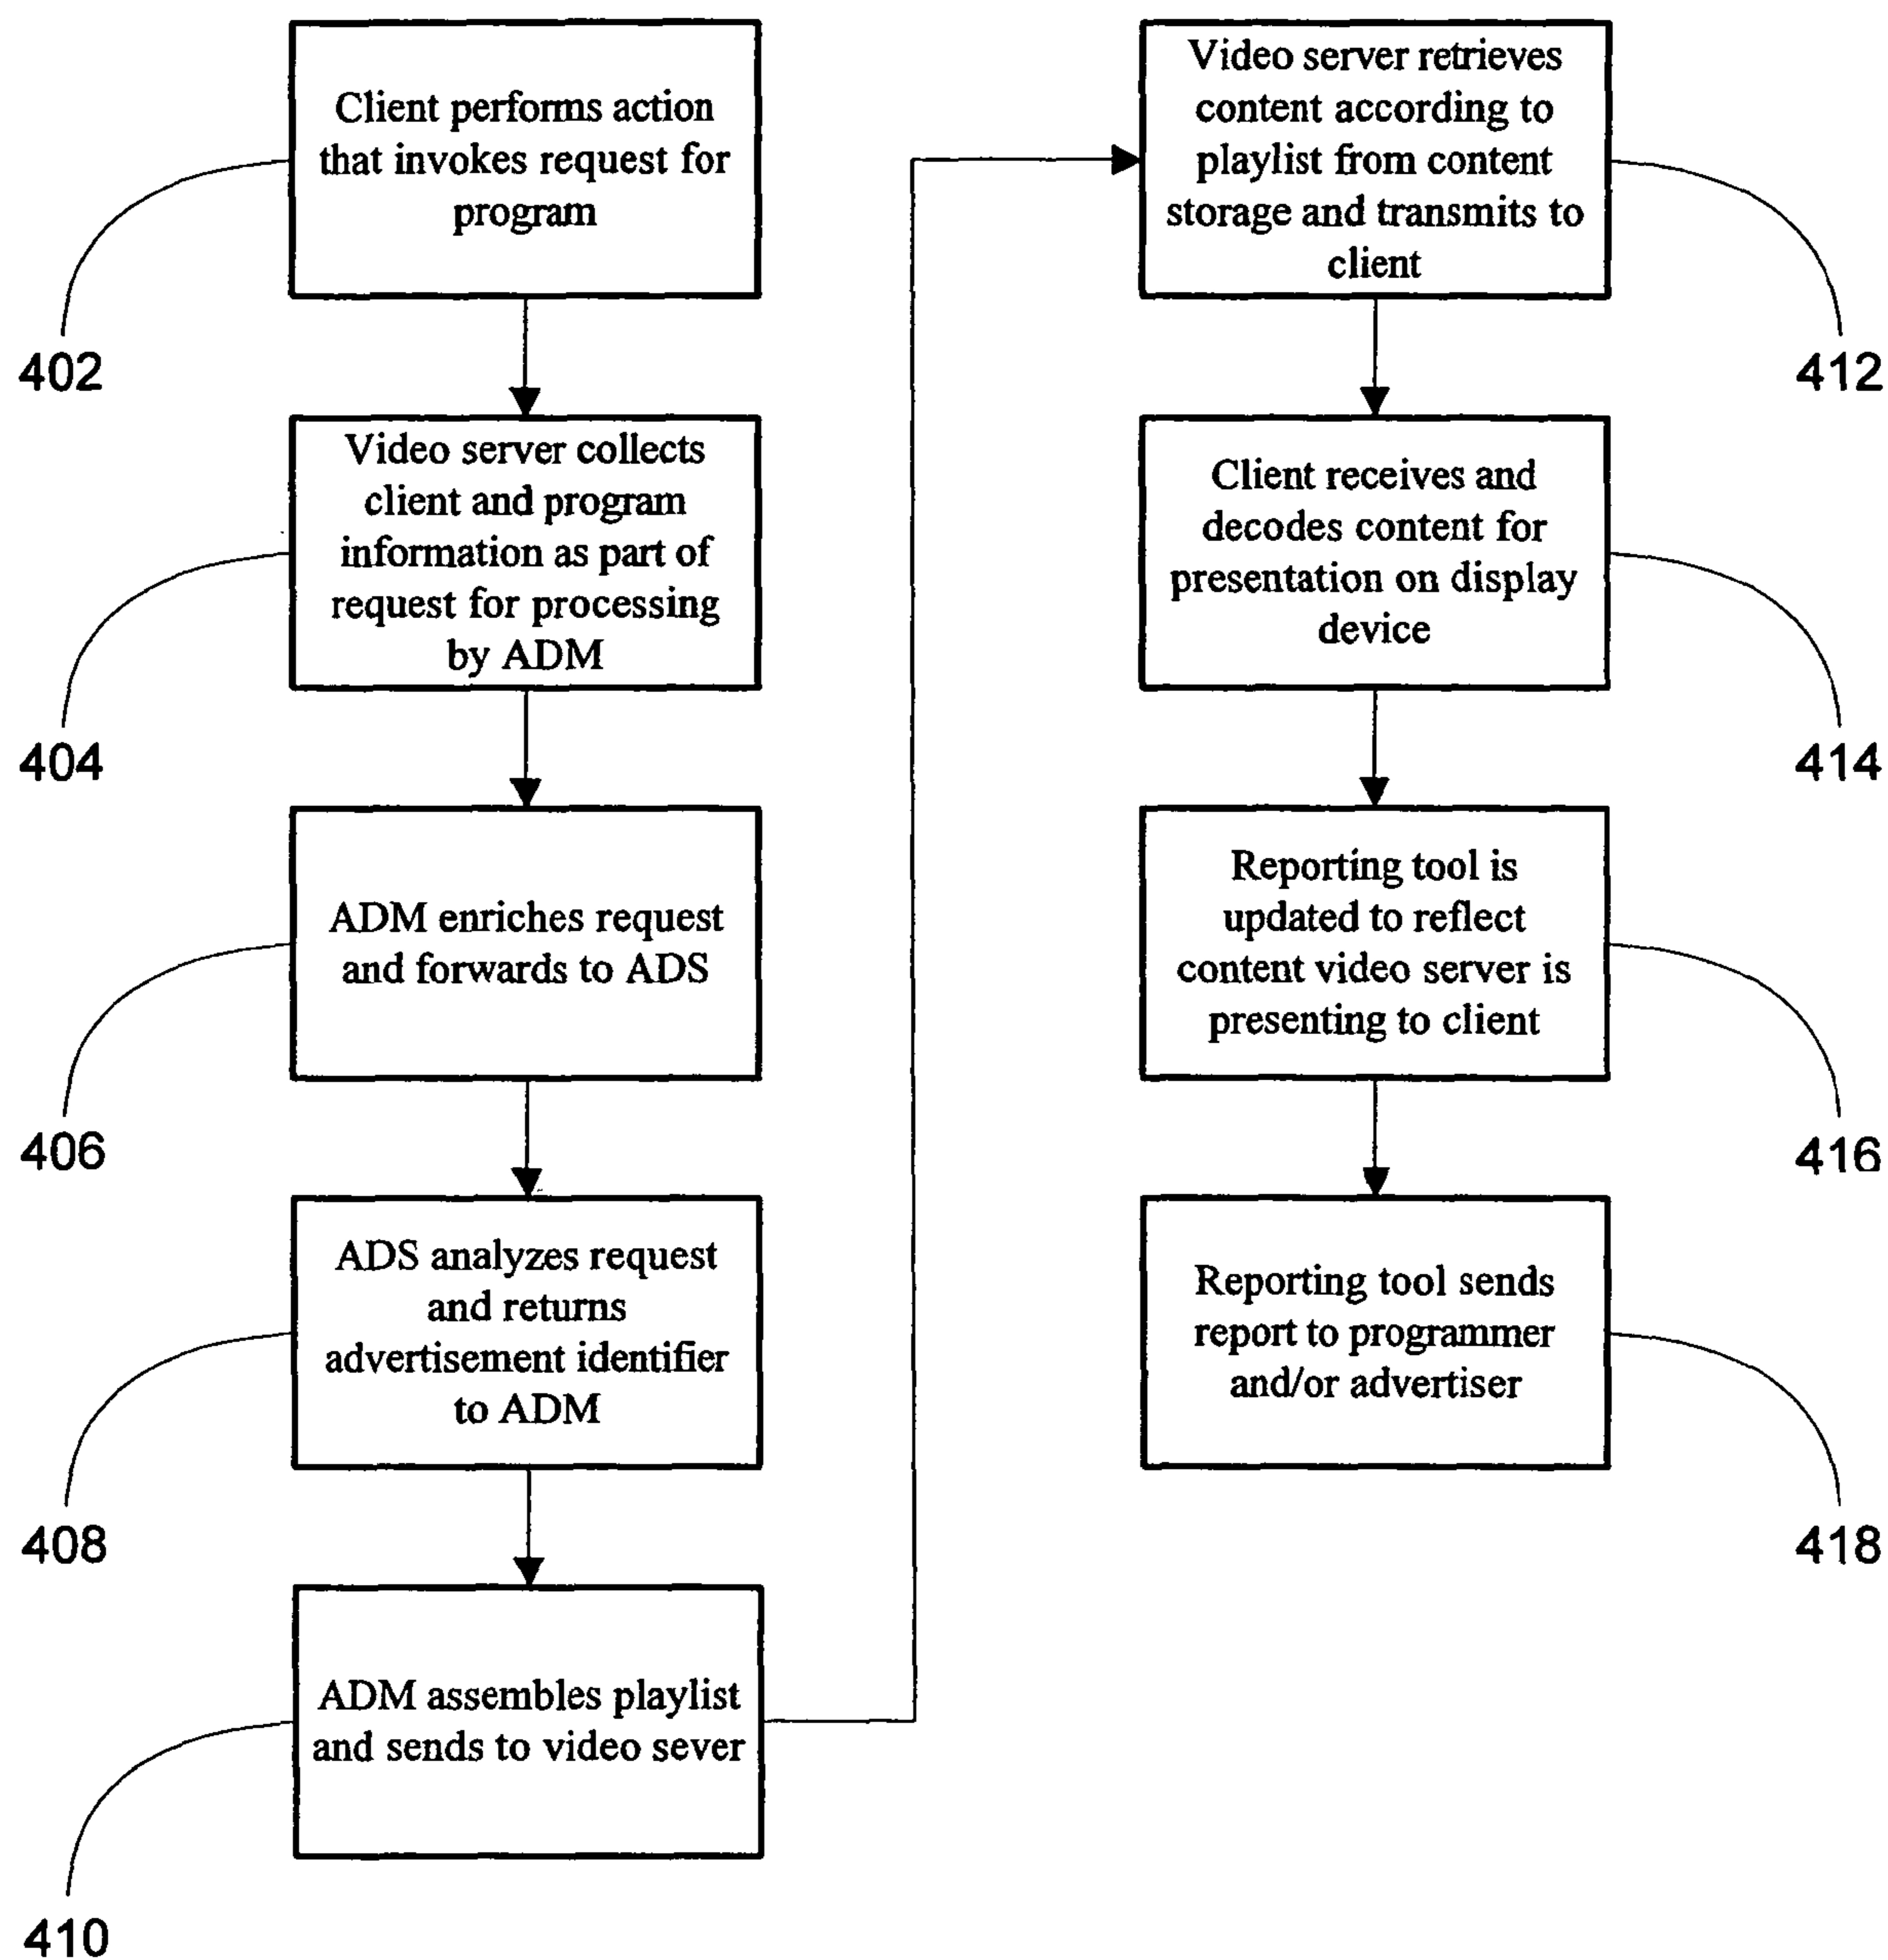 Client performs action
that invokes request for
program
402
Video server collects
client and program
information as part of
request for processing
by ADM
404
ADM enriches request
and forwards to ADS
406
ADS analyzes request
and returns
advertisement identifier
to ADM
408
ADM assembles playlist
and sends to video sever
410
Video server retrieves
content according to
playlist from content
storage and transmits to
client
412
Client receives and
decodes content for
presentation on display
device
414
Reporting tool is
updated to reflect
content video server is
presenting to client
416
Reporting tool sends
report to programmer
and/or advertiser
418